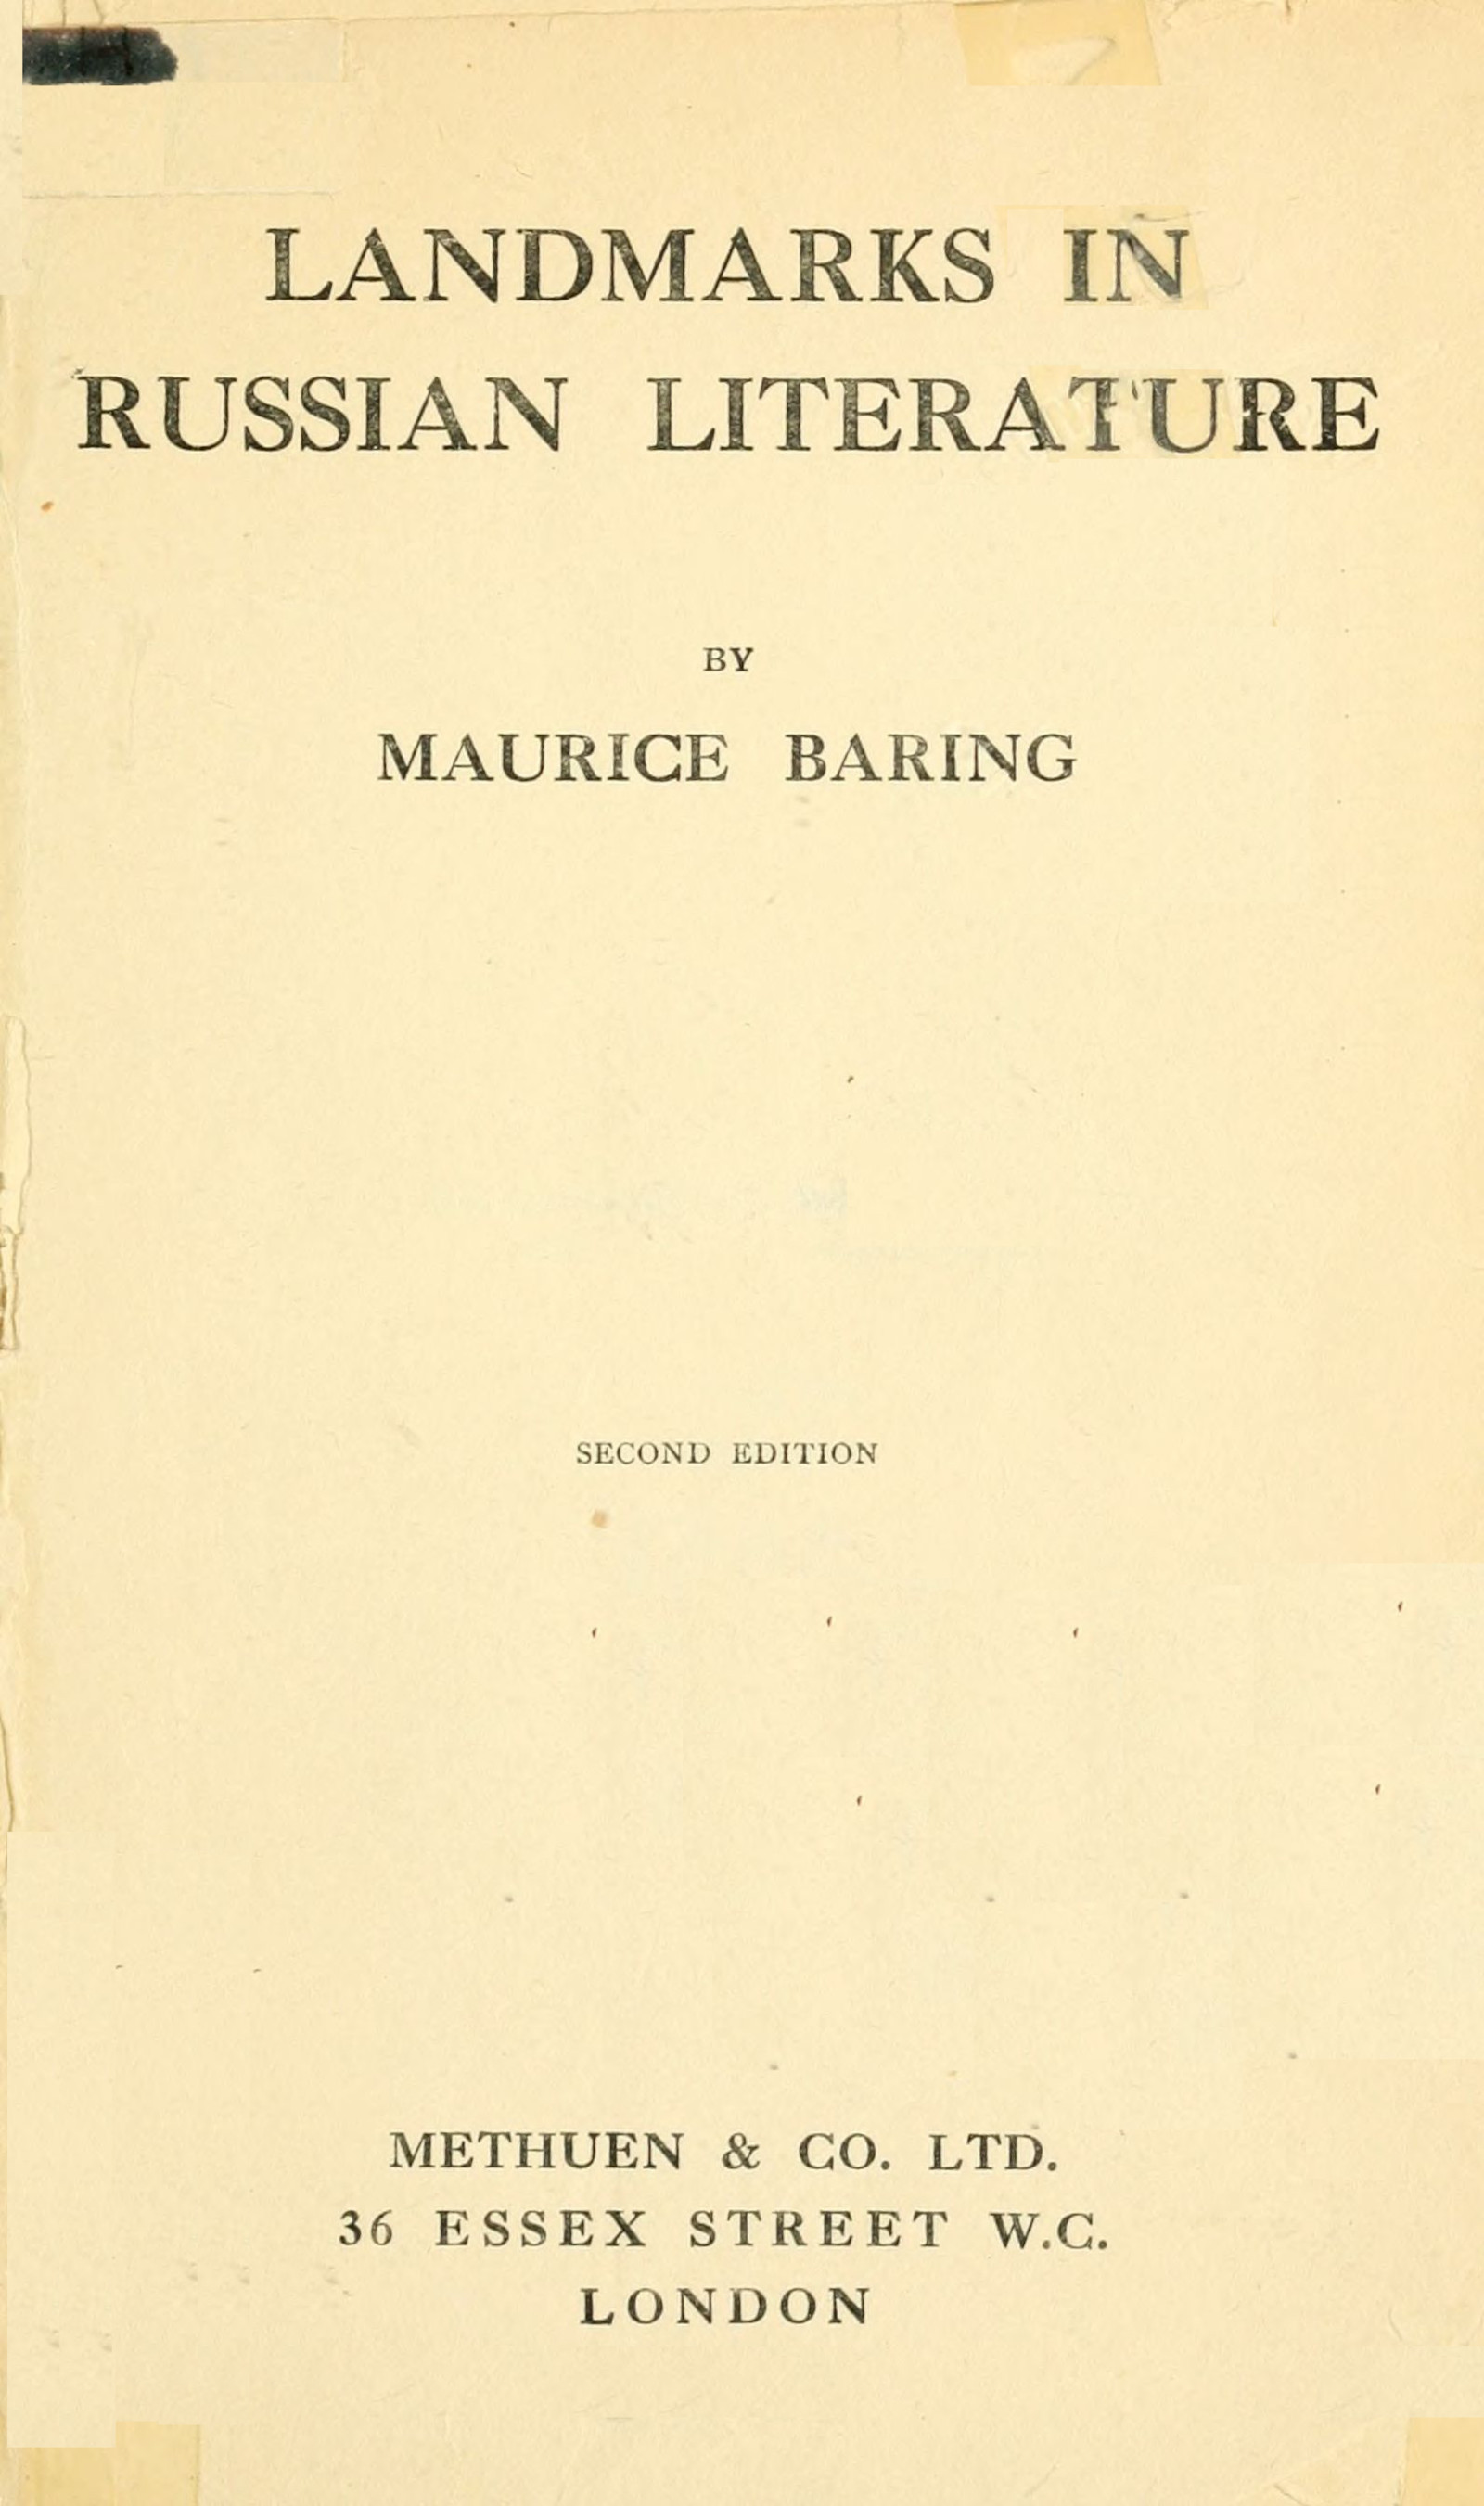 LANDMARKS IN
RUSSIAN LITERATURE
BY
MAURICE BARING
SECOND EDITION
METHUEN & CO. LTD.
36 ESSEX STREET W.C.
LONDON